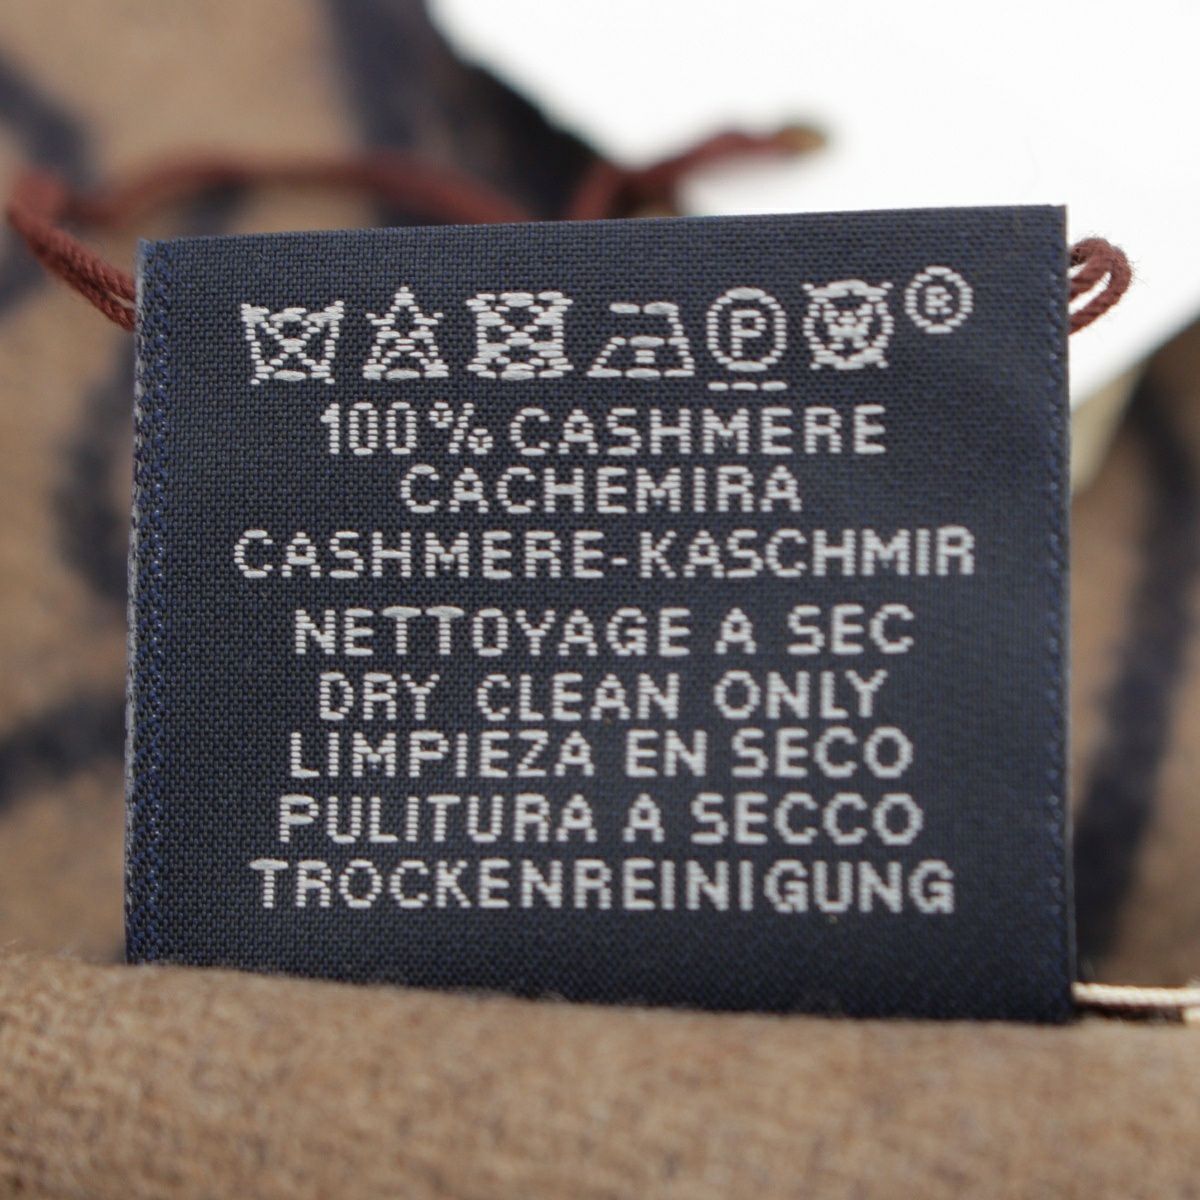 P ®
100% CASHMERE
CACHEMIRA
CASHMERE-KASCHMIR
NETTOYAGE A SEC
DRY CLEAN ONLY
LIMPIEZA EN SECO
PULITURA A SECCO
TROCKENREINIGUNG